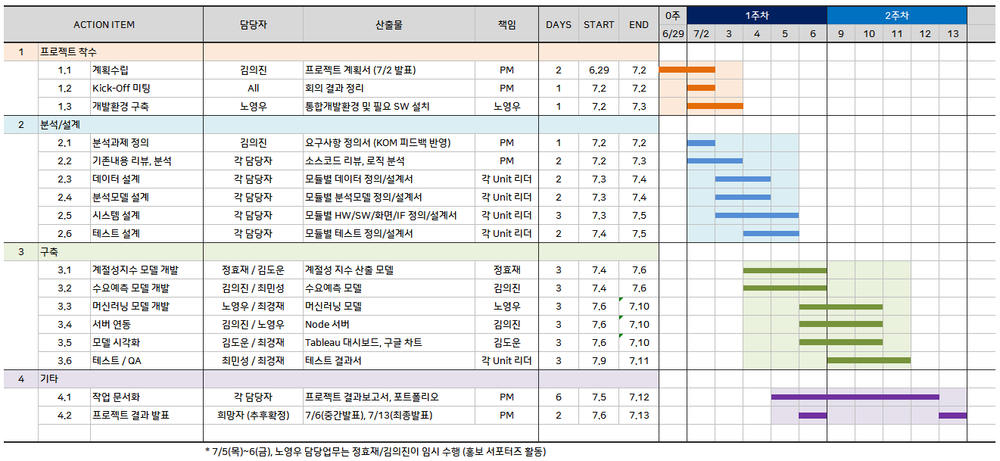 ACTION ITEM 담당자 산출물 책임 DAYS START END 0주 1주차 2주차
6/29 7/2 3 4 5 6 9 10 11 12 13
1 프로젝트 착수
1.1 계획수립 김의진 프로젝트 계획서 (7/2 발표) PM 2 6.29 7.2
1.2 Kick-Off 미팅 All 회의 결과 정리 PM 1 7.2 7.2
1.3 개발환경 구축 노영우 통합개발환경 및 필요 SW 설치 노영우 1 7.2 7.3
2 분석/설계
2.1 분석과제 정의 김의진 요구사항 정의서 (KOM 피드백 반영) PM 1 7.2 7.2
2.2 기존내용 리뷰, 분석 각 담당자 소스코드 리뷰, 로직 분석 PM 2 7.2 7.3
2.3 데이터 설계 각 담당자 모듈별 데이터 정의/설계서 각 Unit 리더 2 7.3 7.4
2.4 분석모델 설계 각 담당자 모듈별 분석모델 정의/설계서 각 Unit 리더 2 7.3 7.4
2.5 시스템 설계 각 담당자 모듈별 HW/SW/화면/IF 정의/설계서 각 Unit 리더 3 7.3 7.5
2.6 테스트 설계 각 담당자 모듈별 테스트 정의/설계서 각 Unit 리더 2 7.4 7.5
3 구축
3.1 계절성지수 모델 개발 정효재 / 김도운 계절성 지수 산출 모델 정효재 3 7.4 7.6
3.2 수요예측 모델 개발 김의진 / 최민성 수요예측 모델 김의진 3 7.4 7.6
3.3 머신러닝 모델 개발 노영우 / 최경재 머신러닝 모델 노영우 3 7.6 7.10
3.4 서버 연동 김의진 / 노영우 Node 서버 김의진 3 7.6 7.10
3.5 모델 시각화 김도운 / 최경재 Tableau 대시보드, 구글 차트 김도운 3 7.6 7.10
3.6 테스트 / QA 최민성 / 최경재 테스트 결과서 각 Unit 리더 3 7.9 7.11
4 기타
4.1 작업 문서화 각 담당자 프로젝트 결과보고서, 포트폴리오 PM 6 7.5 7.12
4.2 프로젝트 결과 발표 희망자 (추후확정) 7/6(중간발표), 7/13(최종발표) PM 2 7.6 7.13
* 7/5(목)~6(금), 노영우 담당업무는 정효재/김의진이 임시 수행 (홍보 서포터즈 활동)